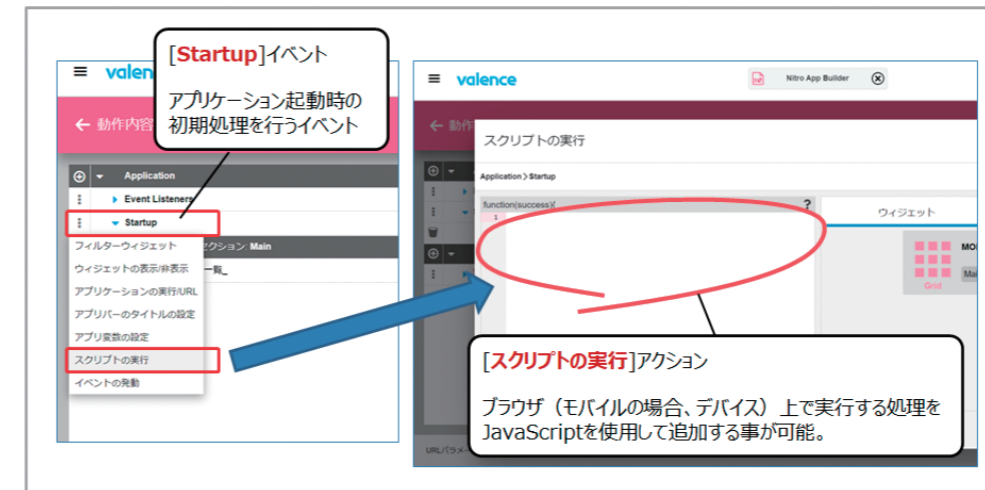 [Startup]イベント
アプリケーション起動時の
初期処理を行うイベント
≡ valen
← 動作内容
Application
Event Listeners
Startup
フィルターウィジェット
セクション: Main
ウィジェットの表示/非表示
一覧_
アプリケーションの実行/URL
アプリバーのタイトルの設定
アプリ変数の設定
スクリプトの実行
イベントの発動
≡ valence
Nitro App Builder
← 動作
スクリプトの実行
Application > Startup
function(success){
?
1
ウィジェット
Grid
Mai
[スクリプトの実行]アクション
ブラウザ（モバイルの場合、デバイス）上で実行する処理を
JavaScriptを使用して追加する事が可能。
URLパラメ